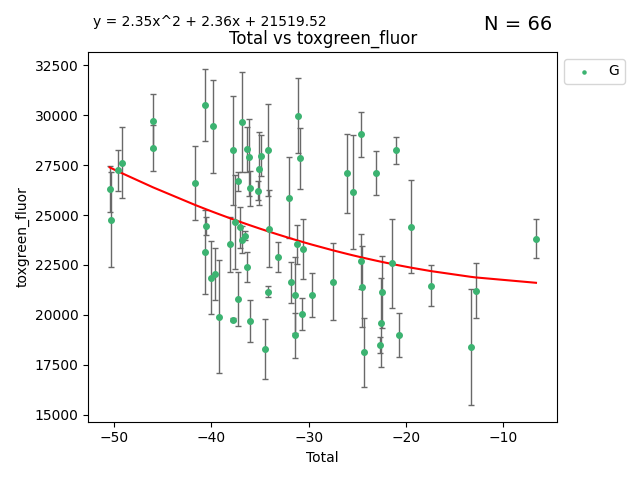 y = 2.35x^2 + 2.36x + 21519.52
N = 66
Total vs toxgreen_fluor
G
toxgreen_fluor
32500
30000
27500
25000
22500
20000
17500
15000
−50
−40
−30
−20
−10
Total